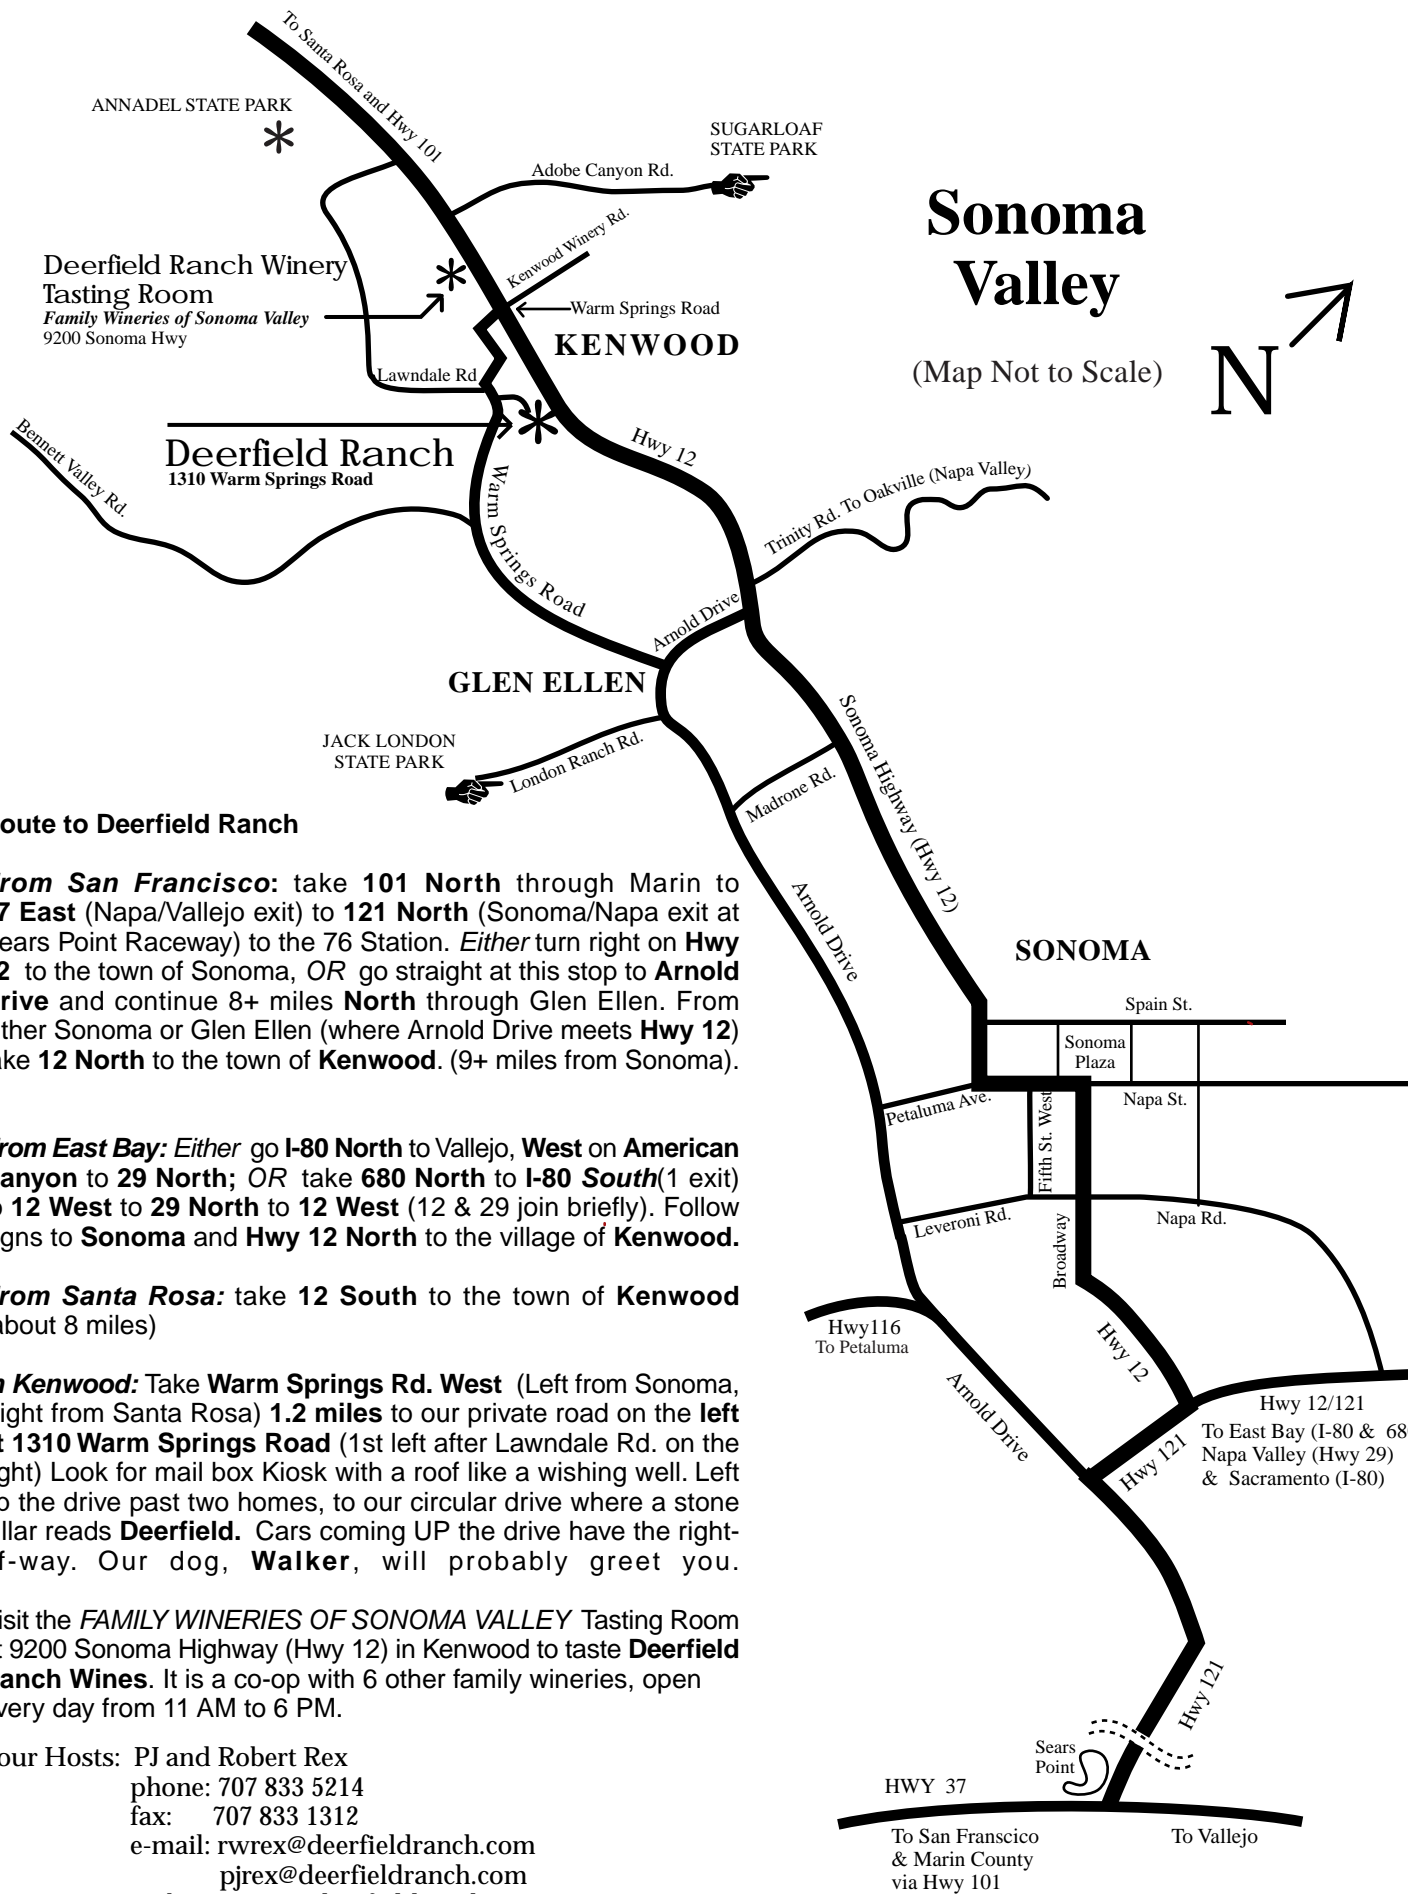 To Santa Rosa and Hwy 101
ANNADEL STATE PARK
SUGARLOAF
STATE PARK
Adobe Canyon Rd.
Kenwood Winery Rd.
Sonoma
Valley
(Map Not to Scale)
N
Deerfield Ranch Winery
Tasting Room
Family Wineries of Sonoma Valley
9200 Sonoma Hwy
Warm Springs Road
KENWOOD
Lawndale Rd
Deerfield Ranch
1310 Warm Springs Road
Bennett Valley Rd.
Hwy 12
Warm Springs Road
Trinity Rd. To Oakville (Napa Valley)
Arnold Drive
GLEN ELLEN
JACK LONDON
STATE PARK
London Ranch Rd.
Madrone Rd.
Sonoma Highway (Hwy 12)
Arnold Drive
SONOMA
Spain St.
Sonoma
Plaza
Petaluma Ave.
Fifth St. West
Napa St.
Leveroni Rd.
Broadway
Napa Rd.
Hwy116
To Petaluma
Hwy 12
Arnold Drive
Hwy 121
Hwy 12/121
To East Bay (I-80 & 68
Napa Valley (Hwy 29)
& Sacramento (I-80)
Hwy 121
Sears
Point
HWY 37
To San Franscico
& Marin County
via Hwy 101
To Vallejo
oute to Deerfield Ranch
rom San Francisco: take 101 North through Marin to
7 East (Napa/Vallejo exit) to 121 North (Sonoma/Napa exit at
ears Point Raceway) to the 76 Station. Either turn right on Hwy
2 to the town of Sonoma, OR go straight at this stop to Arnold
rive and continue 8+ miles North through Glen Ellen. From
ither Sonoma or Glen Ellen (where Arnold Drive meets Hwy 12)
ake 12 North to the town of Kenwood. (9+ miles from Sonoma).
rom East Bay: Either go I-80 North to Vallejo, West on American
anyon to 29 North; OR take 680 North to I-80 South(1 exit)
o 12 West to 29 North to 12 West (12 & 29 join briefly). Follow
igns to Sonoma and Hwy 12 North to the village of Kenwood.
rom Santa Rosa: take 12 South to the town of Kenwood
about 8 miles)
n Kenwood: Take Warm Springs Rd. West (Left from Sonoma,
ight from Santa Rosa) 1.2 miles to our private road on the left
t 1310 Warm Springs Road (1st left after Lawndale Rd. on the
ght) Look for mail box Kiosk with a roof like a wishing well. Left
o the drive past two homes, to our circular drive where a stone
illar reads Deerfield. Cars coming UP the drive have the right-
f-way. Our dog, Walker, will probably greet you.
isit the FAMILY WINERIES OF SONOMA VALLEY Tasting Room
t 9200 Sonoma Highway (Hwy 12) in Kenwood to taste Deerfield
anch Wines. It is a co-op with 6 other family wineries, open
very day from 11 AM to 6 PM.
our Hosts: PJ and Robert Rex
phone: 707 833 5214
fax: 707 833 1312
e-mail: rwrex@deerfieldranch.com
pjrex@deerfieldranch.com